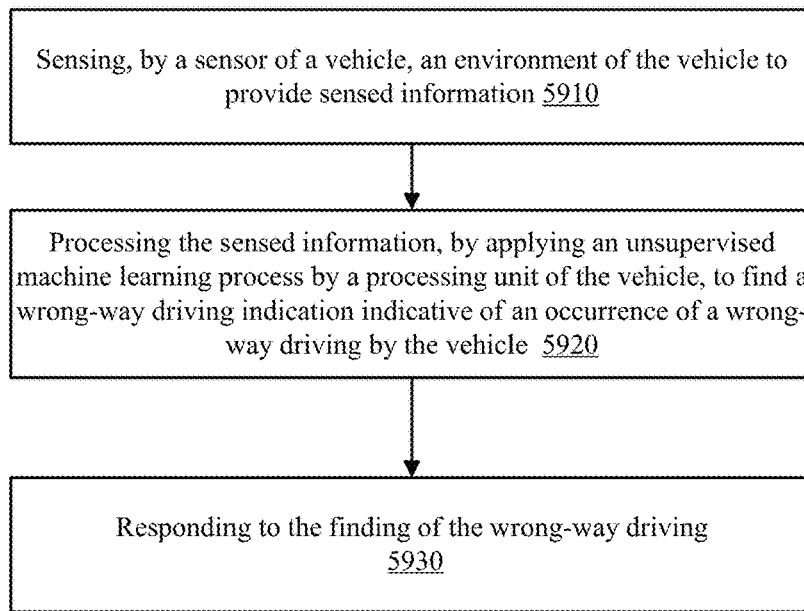 Sensing, by a sensor of a vehicle, an environment of the vehicle to
provide sensed information 5910
Processing the sensed information, by applying an unsupervised
machine learning process by a processing unit of the vehicle, to find a
wrong-way driving indication indicative of an occurrence of a wrong-
way driving by the vehicle 5920
Responding to the finding of the wrong-way driving
5930